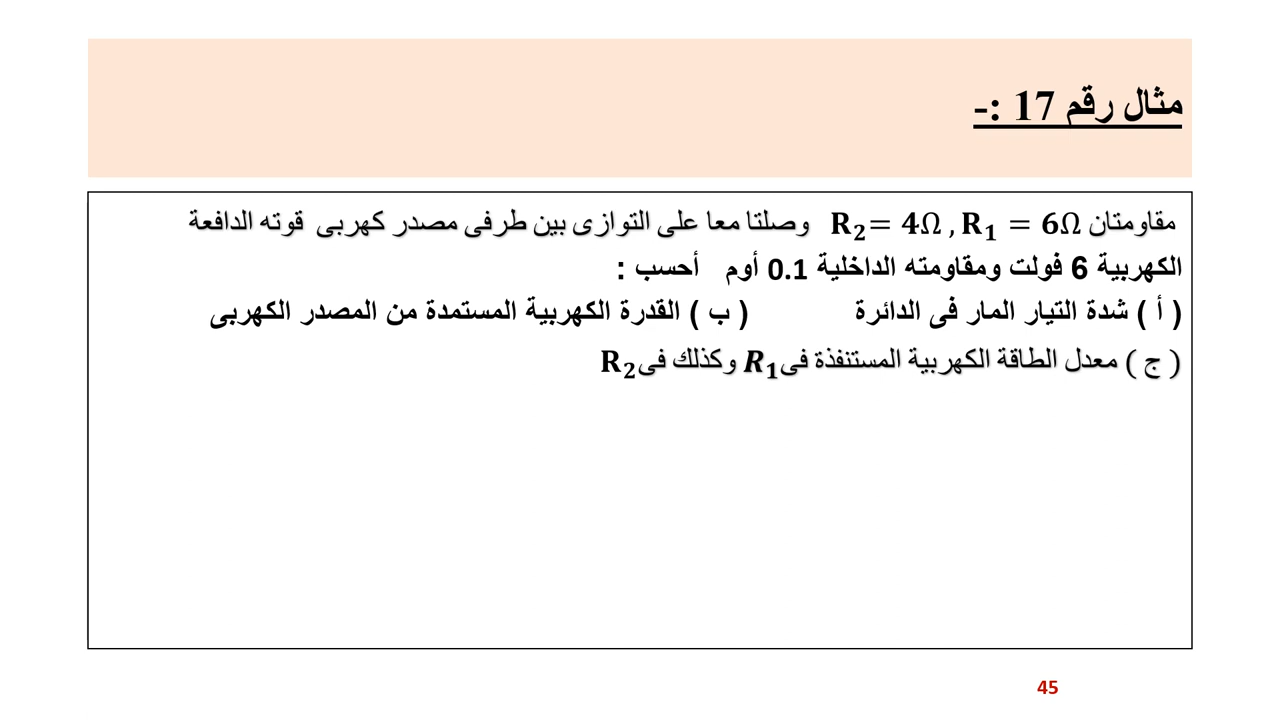 مثال رقم 17 :-
مقاومتان R₁ = 6Ω , R₂= 4Ω وصلتا معا على التوازى بين طرفى مصدر كهربى قوته الدافعة
الكهربية 6 فولت ومقاومته الداخلية 0.1 أوم أحسب :
( أ ) شدة التيار المار فى الدائرة ( ب ) القدرة الكهربية المستمدة من المصدر الكهربى
( ج ) معدل الطاقة الكهربية المستنفذة فى R₁ وكذلك فى R₂
45